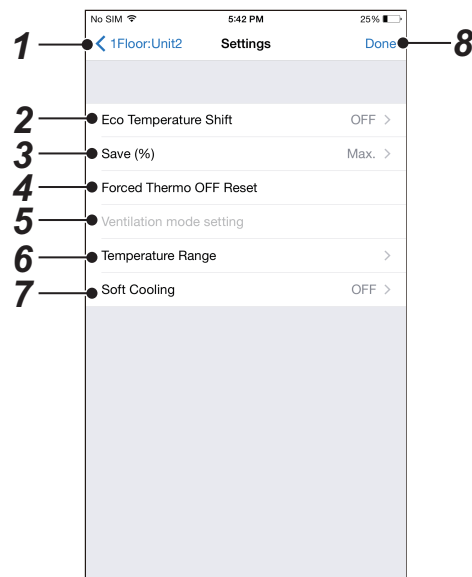 No SIM 5:42 PM 25%
1 1Floor:Unit2 Settings Done 8
2 Eco Temperature Shift OFF >
3 Save (%) Max. >
4 Forced Thermo OFF Reset
5 Ventilation mode setting
6 Temperature Range >
7 Soft Cooling OFF >